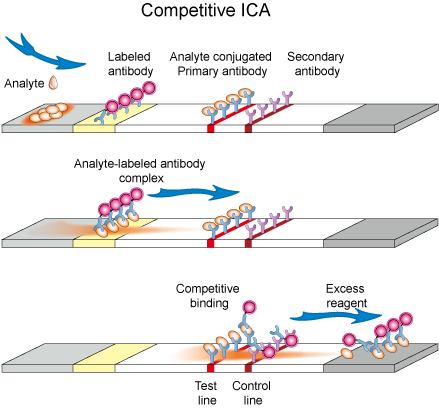 Competitive ICA
Analyte
Labeled
antibody
Analyte conjugated
Primary antibody
Secondary
antibody
Analyte-labeled antibody
complex
Competitive
binding
Excess
reagent
Test
line
Control
line